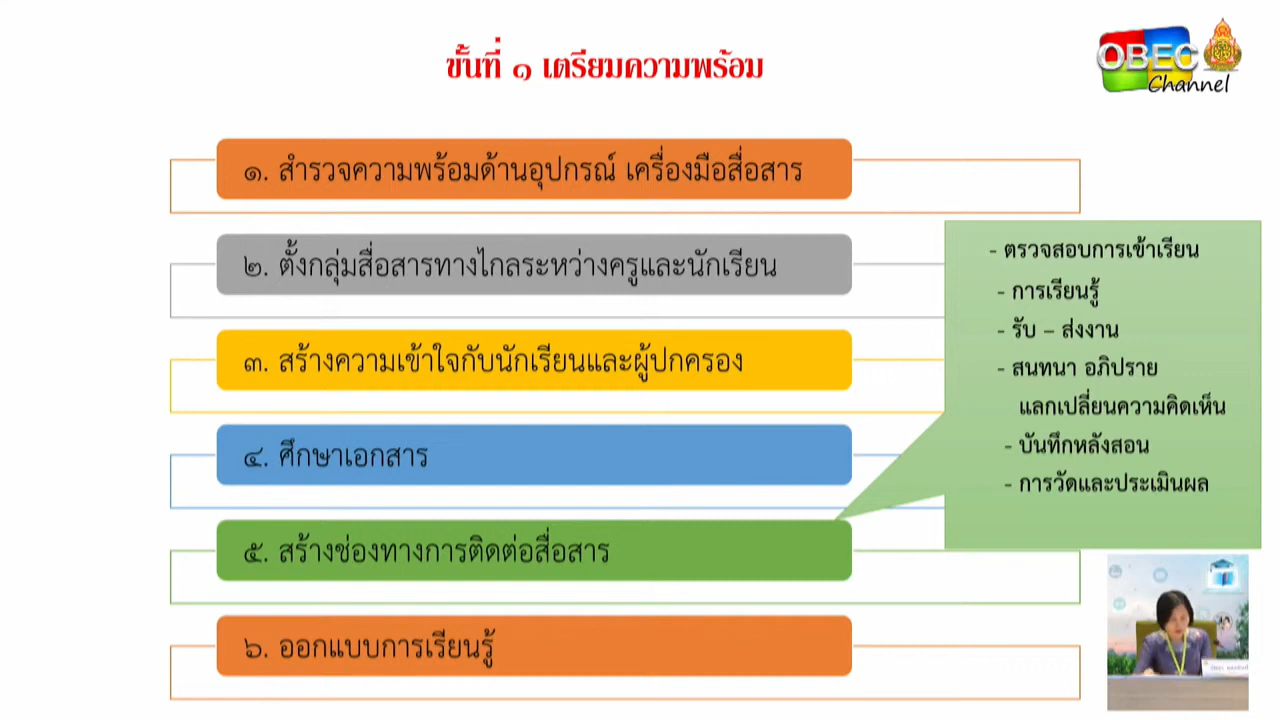 ขั้นที่ ๑ เตรียมความพร้อม
OBEC
Channel
๑. สำรวจความพร้อมด้านอุปกรณ์ เครื่องมือสื่อสาร
๒. ตั้งกลุ่มสื่อสารทางไกลระหว่างครูและนักเรียน
๓. สร้างความเข้าใจกับนักเรียนและผู้ปกครอง
๔. ศึกษาเอกสาร
๕. สร้างช่องทางการติดต่อสื่อสาร
๖. ออกแบบการเรียนรู้
- ตรวจสอบการเข้าเรียน
- การเรียนรู้
- รับ – ส่งงาน
- สนทนา อภิปราย
แลกเปลี่ยนความคิดเห็น
- บันทึกหลังสอน
- การวัดและประเมินผล